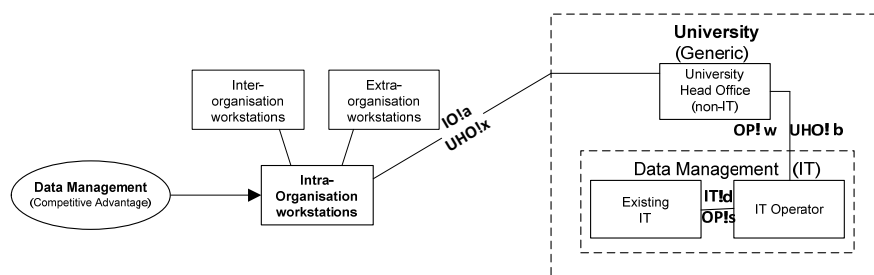 University
(Generic)
Inter-
organisation
workstations
Extra-
organisation
workstations
IO!a
UHO!x
University
Head Office
(non-IT)
OP! w UHO! b
Data Management
(Competitive Advantage)
Intra-
Organisation
workstations
Data Management (IT)
Existing
IT
IT!d
OP!s
IT Operator